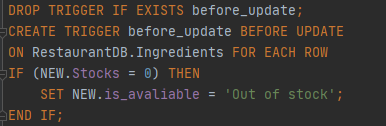 DROP TRIGGER IF EXISTS before_update;
CREATE TRIGGER before_update BEFORE UPDATE
ON RestaurantDB.Ingredients FOR EACH ROW
IF (NEW.Stocks = 0) THEN
    SET NEW.is_avaliable = 'Out of stock';
END IF;